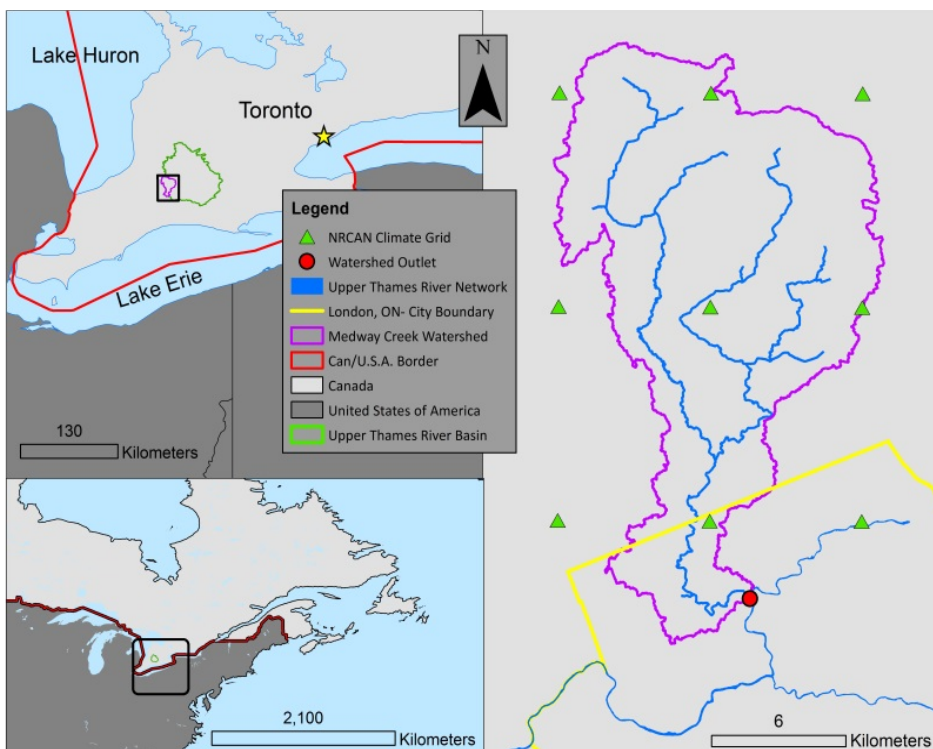 Lake Huron
N
Toronto
Lake Erie
Legend
NRCAN Climate Grid
Watershed Outlet
Upper Thames River Network
London, ON- City Boundary
Medway Creek Watershed
Can/U.S.A. Border
Canada
United States of America
Upper Thames River Basin
130
Kilometers
2,100
Kilometers
6
Kilometers